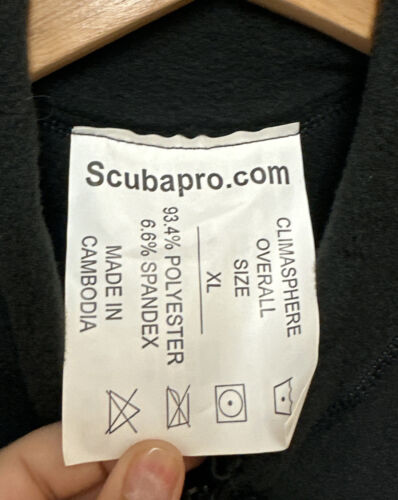 Scubapro.com
CLIMASPHERE
OVERALL
SIZE
XL
93.4% POLYESTER
6.6% SPANDEX
MADE IN
CAMBODIA